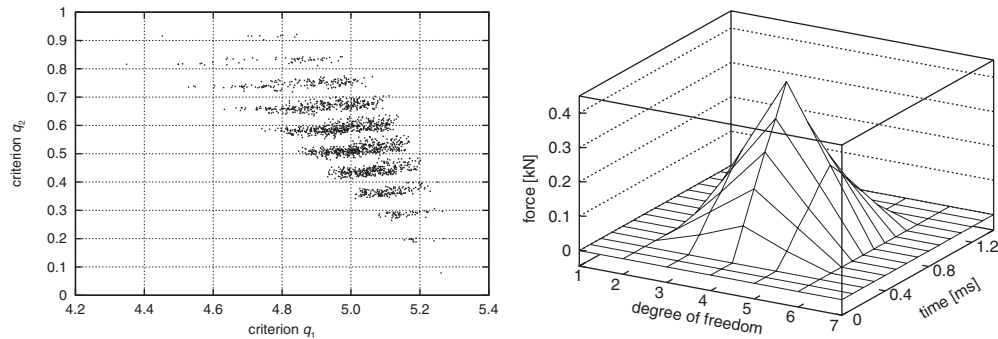 1
0.9
0.8
0.7
0.6
0.5
0.4
0.3
0.2
0.1
0
criterion q2
4.2 4.4 4.6 4.8 5.0 5.2 5.4
criterion q1
0.4
0.3
0.2
0.1
0
force [kN]
1 2 3 4 5 6 7
degree of freedom
0 0.4 0.8 1.2
time [ms]